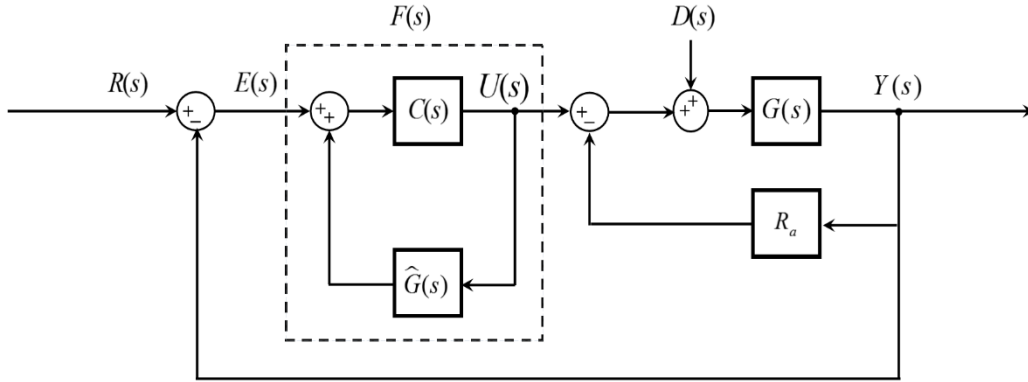 F(s)
D(s)
R(s)
E(s)
C(s)
U(s)
G(s)
Y(s)
+
−
+
+
+
−
+
+
R_a
Ĝ(s)